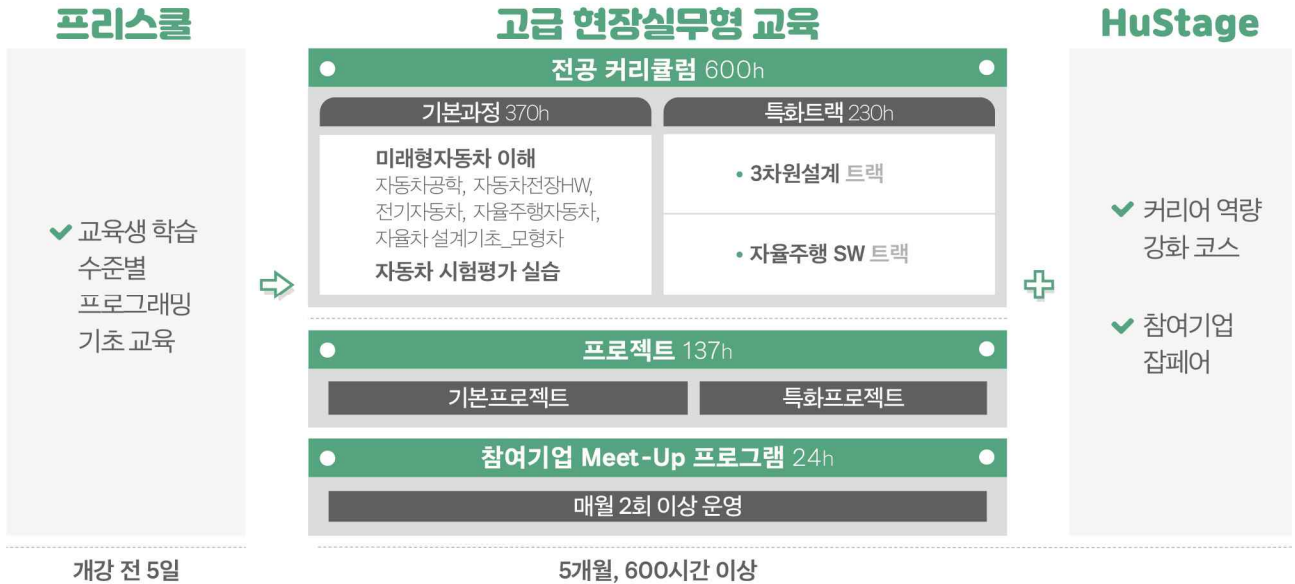 프리스쿨
교육생 학습
수준별
프로그래밍
기초 교육
개강 전 5일
고급 현장실무형 교육
전공 커리큘럼 600h
기본과정 370h
미래형자동차 이해
자동차공학, 자동차전장HW,
전기자동차, 자율주행자동차,
자율차 설계기초_모형차
자동차 시험평가 실습
특화트랙 230h
• 3차원설계 트랙
• 자율주행 SW 트랙
프로젝트 137h
기본프로젝트
특화프로젝트
참여기업 Meet-Up 프로그램 24h
매월 2회 이상 운영
5개월, 600시간 이상
HuStage
커리어 역량
강화 코스
참여기업
잡페어